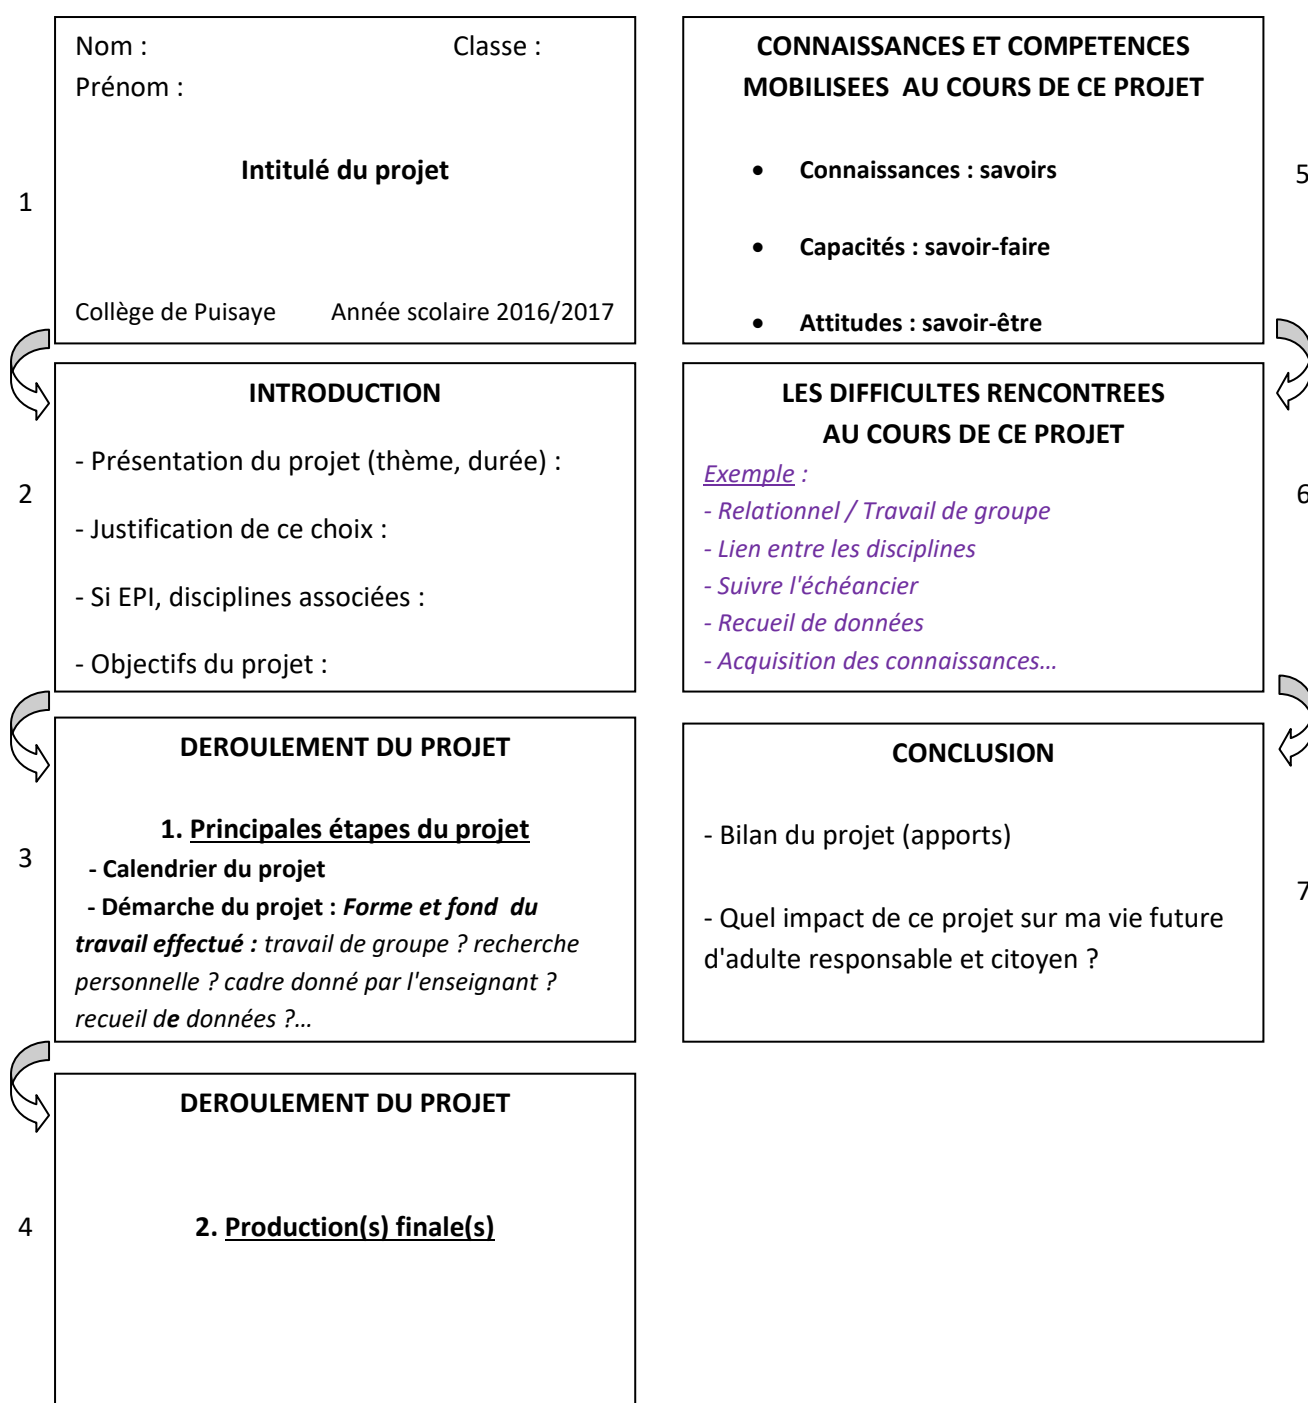 Nom : Classe :
Prénom :
Intitulé du projet
1
Collège de Puisaye Année scolaire 2016/2017
INTRODUCTION
- Présentation du projet (thème, durée) :
2
- Justification de ce choix :
- Si EPI, disciplines associées :
- Objectifs du projet :
DEROULEMENT DU PROJET
1. Principales étapes du projet
3
- Calendrier du projet
- Démarche du projet : Forme et fond du
travail effectué : travail de groupe ? recherche
personnelle ? cadre donné par l'enseignant ?
recueil de données ?...
DEROULEMENT DU PROJET
4
2. Production(s) finale(s)
CONNAISSANCES ET COMPETENCES
MOBILISEES AU COURS DE CE PROJET
• Connaissances : savoirs
5
• Capacités : savoir-faire
• Attitudes : savoir-être
LES DIFFICULTES RENCONTREES
AU COURS DE CE PROJET
Exemple :
6
- Relationnel / Travail de groupe
- Lien entre les disciplines
- Suivre l'échéancier
- Recueil de données
- Acquisition des connaissances...
CONCLUSION
- Bilan du projet (apports)
7
- Quel impact de ce projet sur ma vie future
d'adulte responsable et citoyen ?